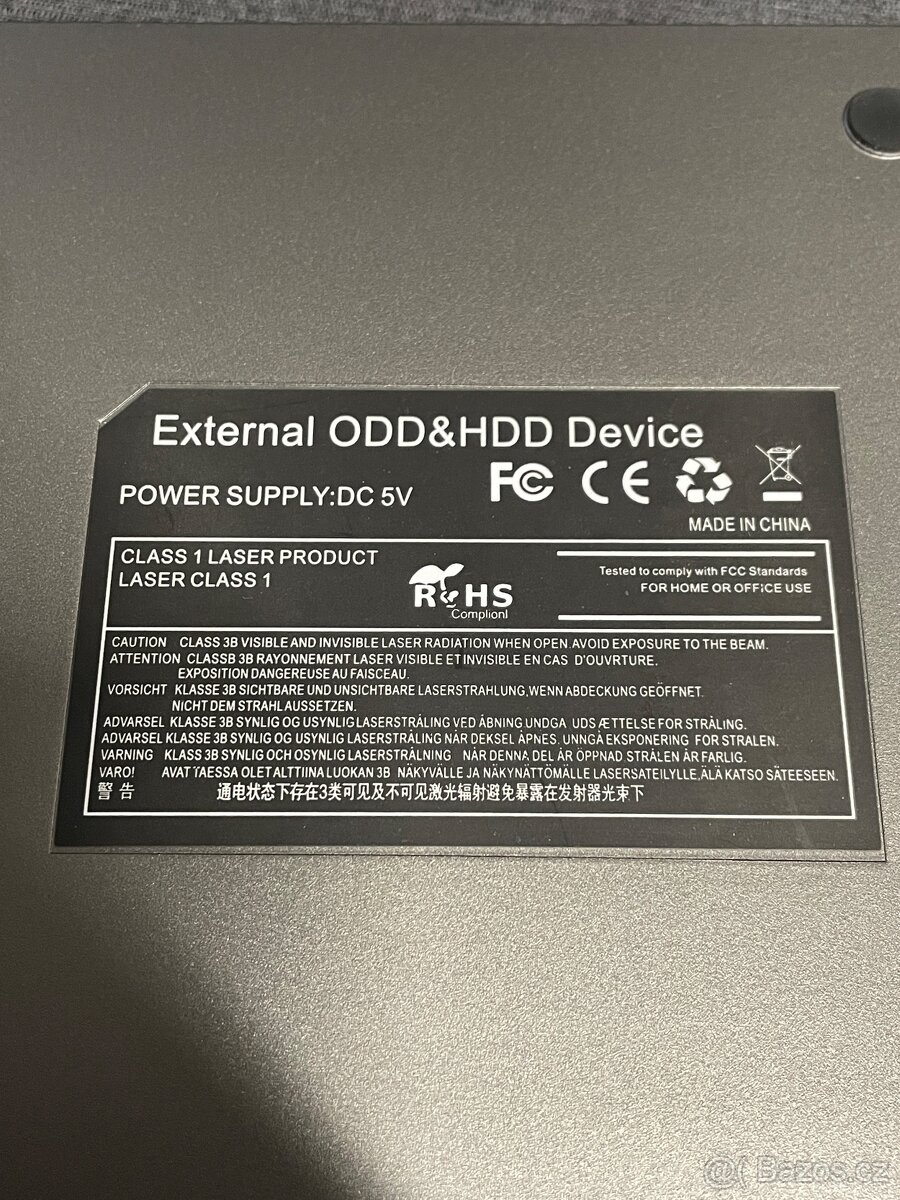 External ODD&HDD Device
POWER SUPPLY:DC 5V
FC CE
MADE IN CHINA
CLASS 1 LASER PRODUCT
LASER CLASS 1
RoHS
Complionl
Tested to comply with FCC Standards
FOR HOME OR OFFICE USE
CAUTION CLASS 3B VISIBLE AND INVISIBLE LASER RADIATION WHEN OPEN.AVOID EXPOSURE TO THE BEAM.
ATTENTION CLASSB 3B RAYONNEMENT LASER VISIBLE ET INVISIBLE EN CAS D'OUVRTURE.
EXPOSITION DANGEREUSE AU FAISCEAU.
VORSICHT KLASSE 3B SICHTBARE UND UNSICHTBARE LASERSTRAHLUNG,WENN ABDECKUNG GEÖFFNET.
NICHT DEM STRAHL AUSSETZEN.
ADVARSEL KLASSE 3B SYNLIG OG USYNLIG LASERSTRÅLING VED ÅBNING UNDGA UDS ÆTTELSE FOR STRÅLING.
ADVARSEL KLASSE 3B SYNLIG OG USYNLIG LASERSTRÅLING NÅR DEKSEL ÅPNES. UNNGÅ EKSPONERING FOR STRALEN.
VARNING KLASS 3B SYNLIG OCH OSYNLIG LASERSTRÅLNING NÅR DENNA DEL ÄR ÖPPNAD STRÅLEN ÄR FARLIG.
VARO! AVAT TAESSA OLET ALTTIINA LUOKAN 3B NÄKYVÄLLE JA NÄKYNÄTTÖMÄLLE LASERSATEILYLLE,ÄLÄ KATSO SÄTEESEEN.
警 告 通电状态下存在3类可见及不可见激光辐射避免暴露在发射器光束下
@( Bazos.cz